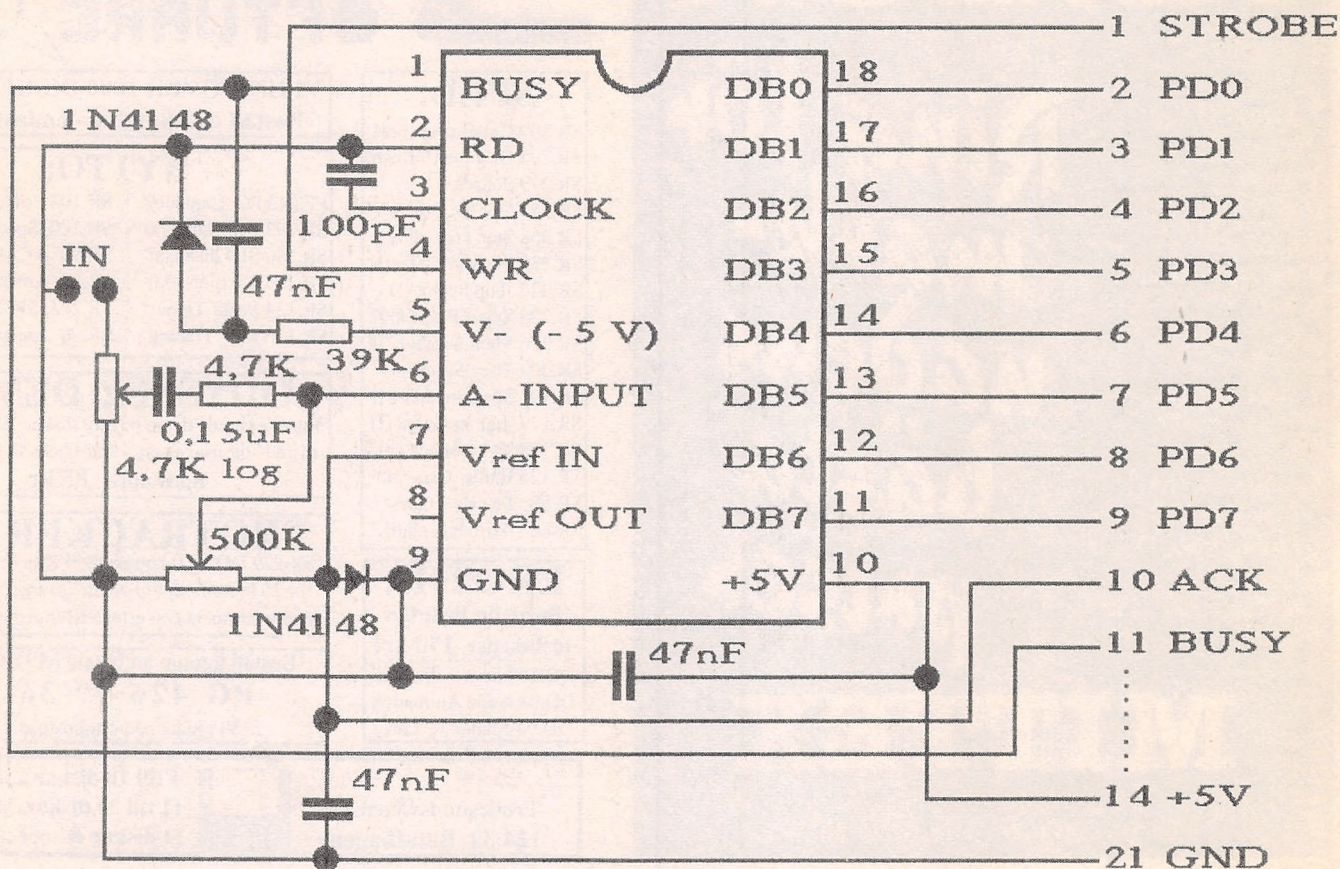 1 STROBE
1 BUSY DB0 18 2 PD0
1N4148
2 RD DB1 17 3 PD1
3 CLOCK DB2 16 4 PD2
100pF
4 WR DB3 15 5 PD3
IN
47nF
5 V- (- 5 V) DB4 14 6 PD4
4,7K 39K
6 A- INPUT DB5 13 7 PD5
0,15uF
4,7K log
7 Vref IN DB6 12 8 PD6
8 Vref OUT DB7 11 9 PD7
500K
9 GND +5V 10 10 ACK
1N4148
47nF
11 BUSY
47nF
14 +5V
21 GND